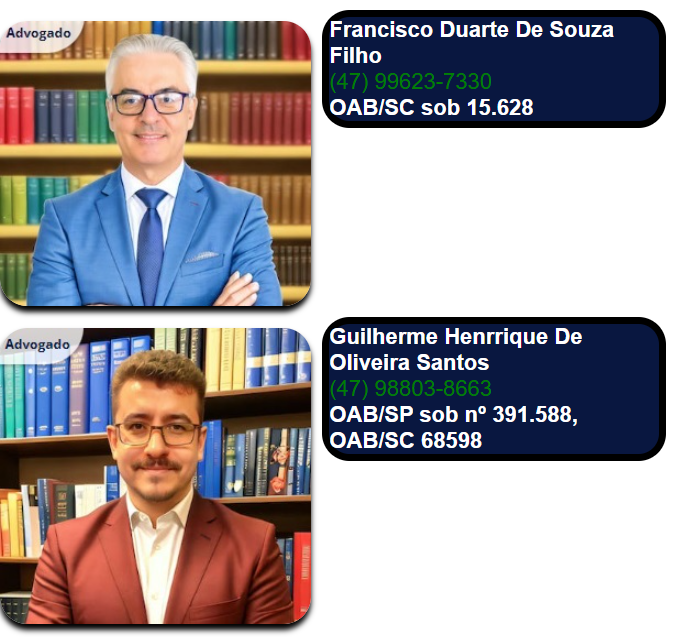 Advogado
Francisco Duarte De Souza
Filho
(47) 99623-7330
OAB/SC sob 15.628
Advogado
Guilherme Henrrique De
Oliveira Santos
(47) 98803-8663
OAB/SP sob nº 391.588,
OAB/SC 68598